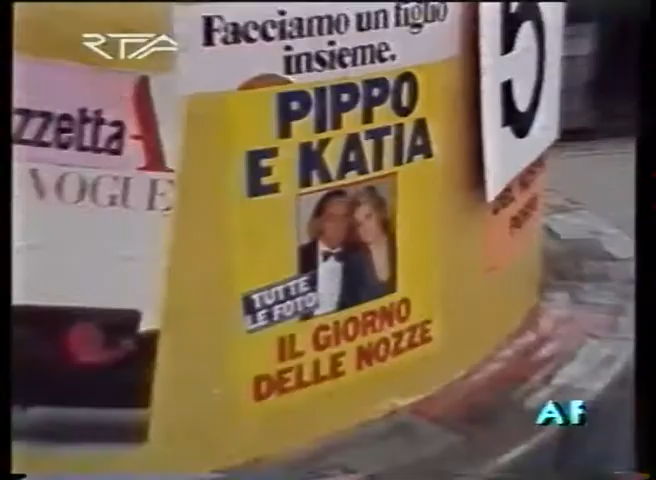 RTA
Facciamo un figlio
insieme.
PIPPO
E KATIA
TUTTE
LE FOTO
IL GIORNO
DELLE NOZZE
zzetta
VOGUE
5
AF